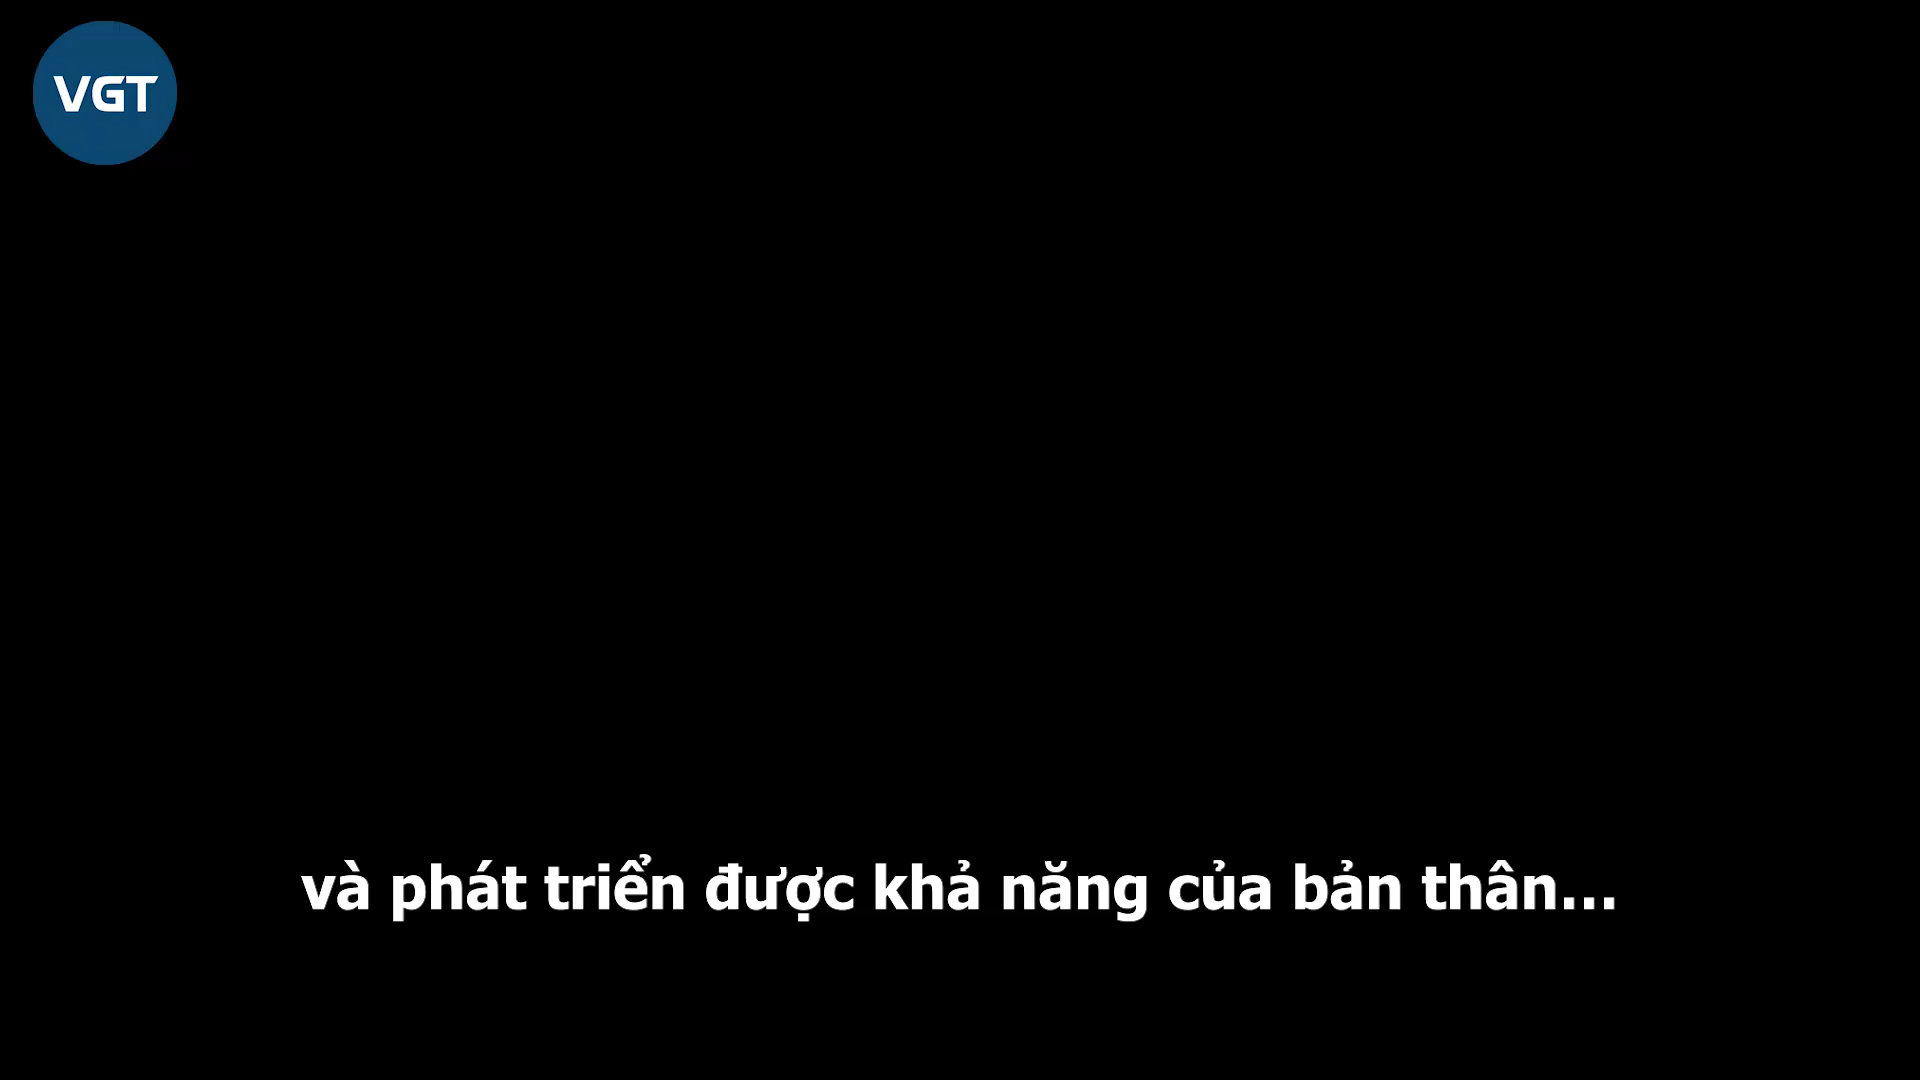 VGT
và phát triển được khả năng của bản thân...